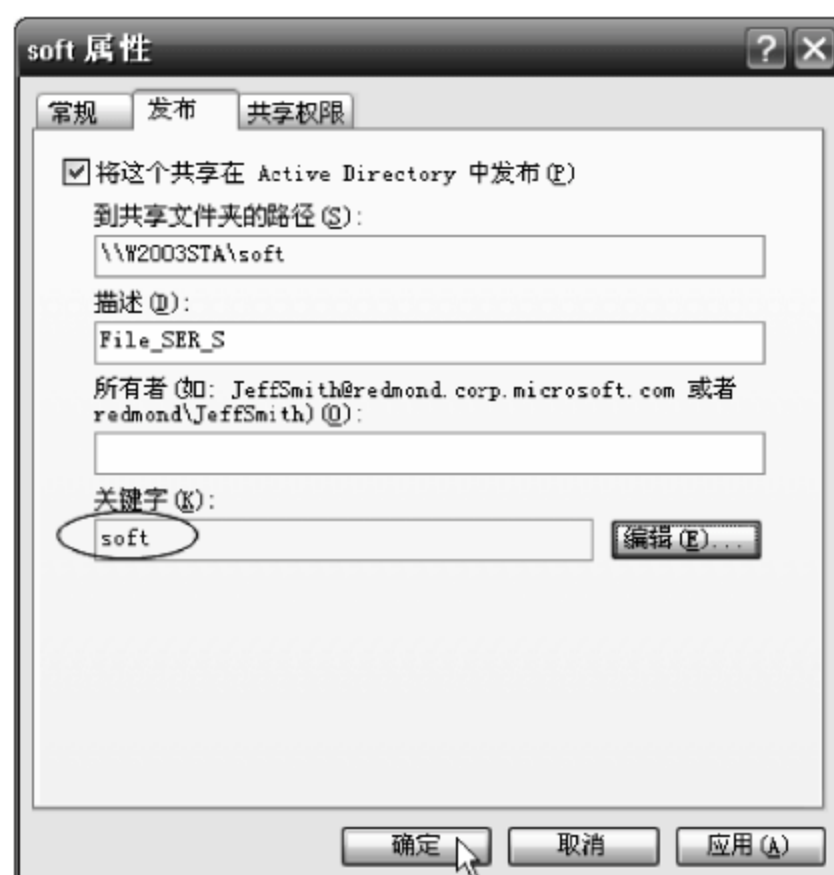 soft 属性
常规 发布 共享权限
将这个共享在 Active Directory 中发布(P)
到共享文件夹的路径(S):
\\W2003STA\soft
描述(D):
File_SER_S
所有者(如: JeffSmith@redmond.corp.microsoft.com 或者
redmond\JeffSmith)(O):
关键字(K):
soft 编辑(E)...
确定 取消 应用(A)